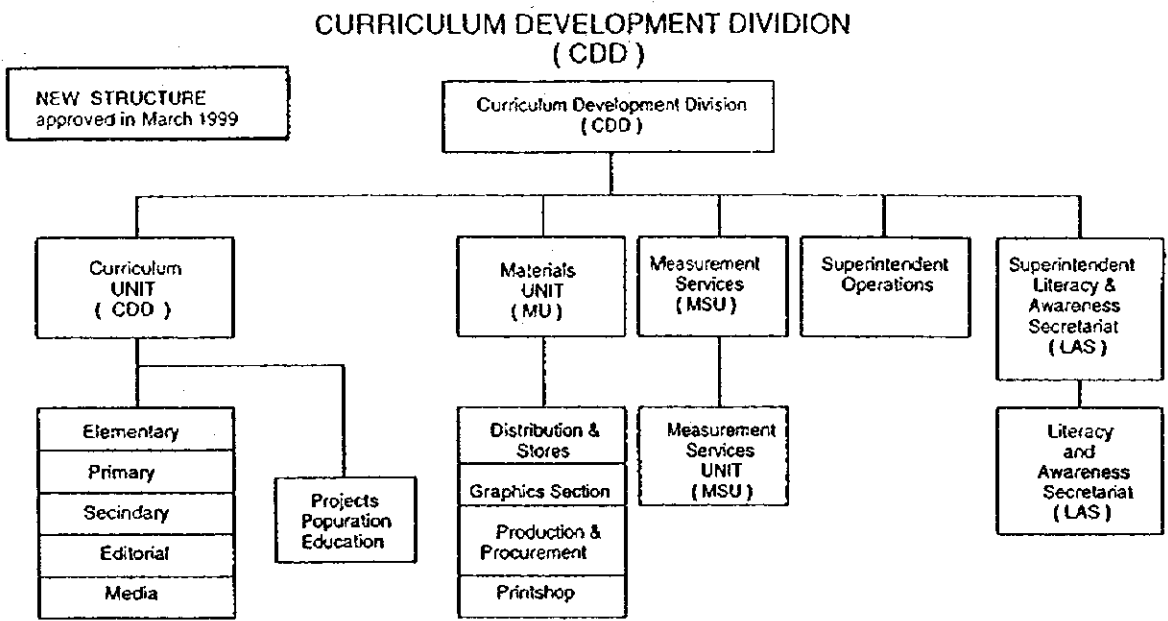 CURRICULUM DEVELOPMENT DIVIDION
( CDD )
NEW STRUCTURE
approved in March 1999
Curriculum Development Division
( CDD )
Curriculum
UNIT
( CDD )
Materials
UNIT
( MU )
Measurement
Services
( MSU )
Superintendent
Operations
Superintendent
Literacy &
Awareness
Secretariat
( LAS )
Elementary
Primary
Secindary
Editorial
Media
Projects
Popuration
Education
Distribution &
Stores
Graphics Section
Production &
Procurement
Printshop
Measurement
Services
UNIT
( MSU )
Literacy
and
Awareness
Secretariat
( LAS )